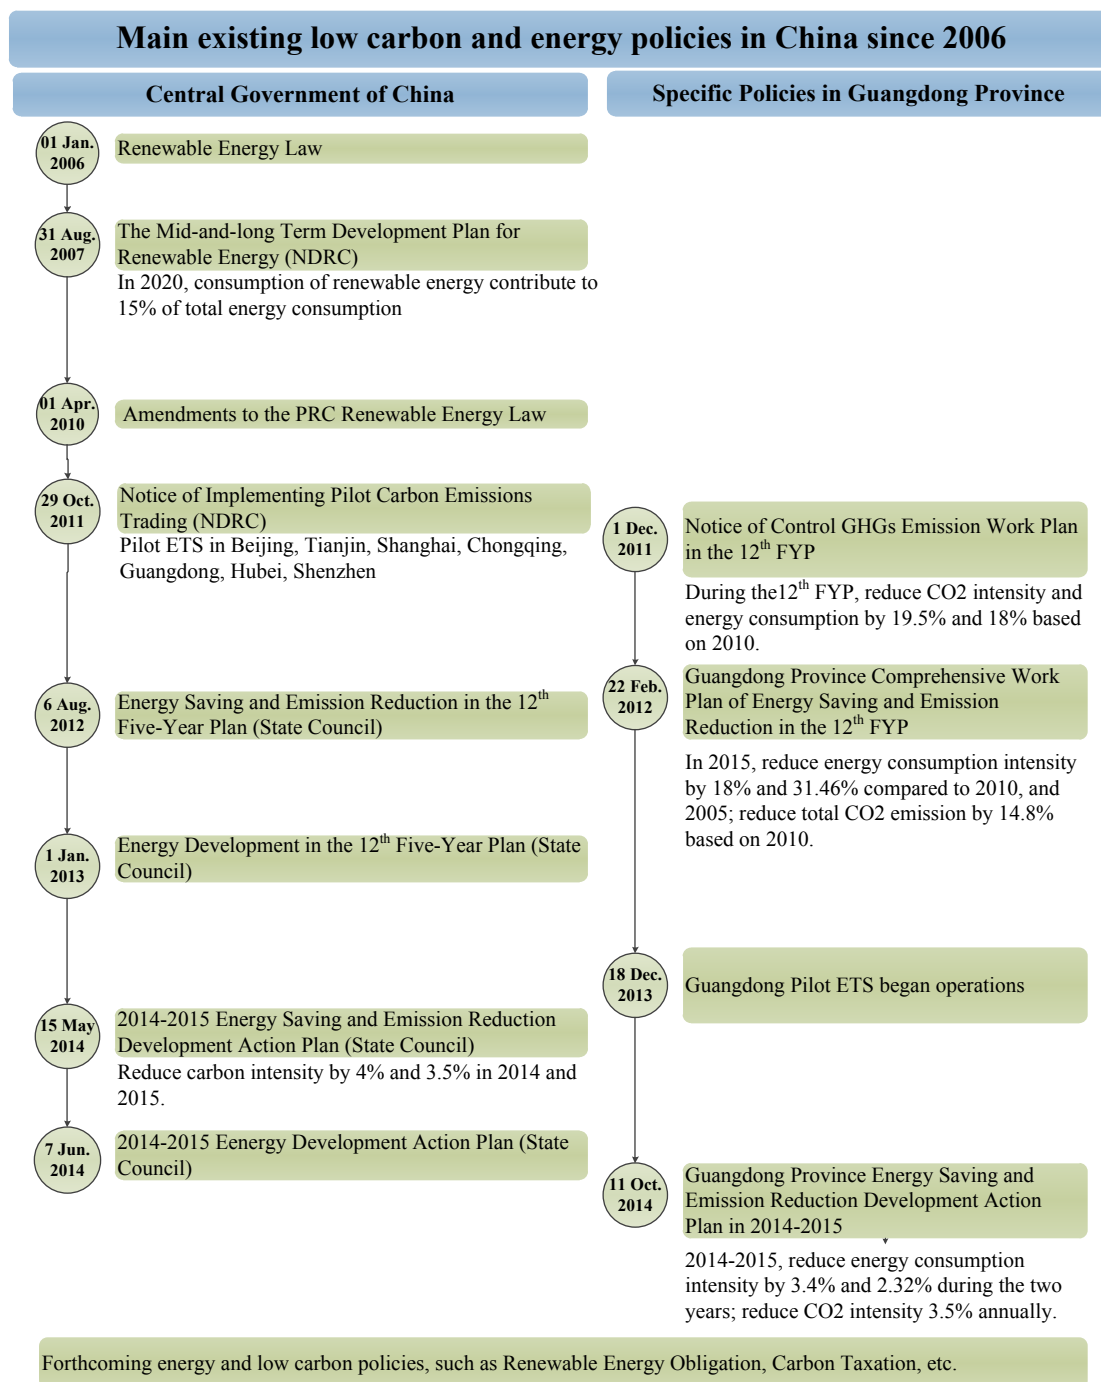 Main existing low carbon and energy policies in China since 2006
Central Government of China
01 Jan.
2006
Renewable Energy Law
31 Aug.
2007
The Mid-and-long Term Development Plan for
Renewable Energy (NDRC)
In 2020, consumption of renewable energy contribute to
15% of total energy consumption
01 Apr.
2010
Amendments to the PRC Renewable Energy Law
29 Oct.
2011
Notice of Implementing Pilot Carbon Emissions
Trading (NDRC)
Pilot ETS in Beijing, Tianjin, Shanghai, Chongqing,
Guangdong, Hubei, Shenzhen
6 Aug.
2012
Energy Saving and Emission Reduction in the 12th
Five-Year Plan (State Council)
1 Jan.
2013
Energy Development in the 12th Five-Year Plan (State
Council)
15 May
2014
2014-2015 Energy Saving and Emission Reduction
Development Action Plan (State Council)
Reduce carbon intensity by 4% and 3.5% in 2014 and
2015.
7 Jun.
2014
2014-2015 Eenergy Development Action Plan (State
Council)
Specific Policies in Guangdong Province
1 Dec.
2011
Notice of Control GHGs Emission Work Plan
in the 12th FYP
During the12th FYP, reduce CO2 intensity and
energy consumption by 19.5% and 18% based
on 2010.
22 Feb.
2012
Guangdong Province Comprehensive Work
Plan of Energy Saving and Emission
Reduction in the 12th FYP
In 2015, reduce energy consumption intensity
by 18% and 31.46% compared to 2010, and
2005; reduce total CO2 emission by 14.8%
based on 2010.
18 Dec.
2013
Guangdong Pilot ETS began operations
11 Oct.
2014
Guangdong Province Energy Saving and
Emission Reduction Development Action
Plan in 2014-2015
2014-2015, reduce energy consumption
intensity by 3.4% and 2.32% during the two
years; reduce CO2 intensity 3.5% annually.
Forthcoming energy and low carbon policies, such as Renewable Energy Obligation, Carbon Taxation, etc.